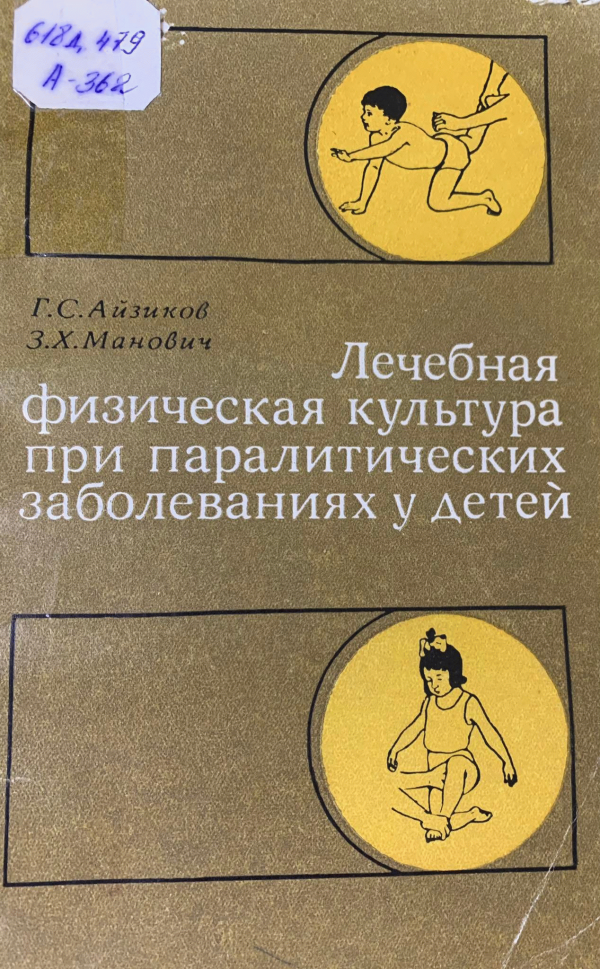 618д, 479
А-362
Г.С.Айзиков
З.Х.Манович
Лечебная
физическая культура
при паралитических
заболеваниях у детей